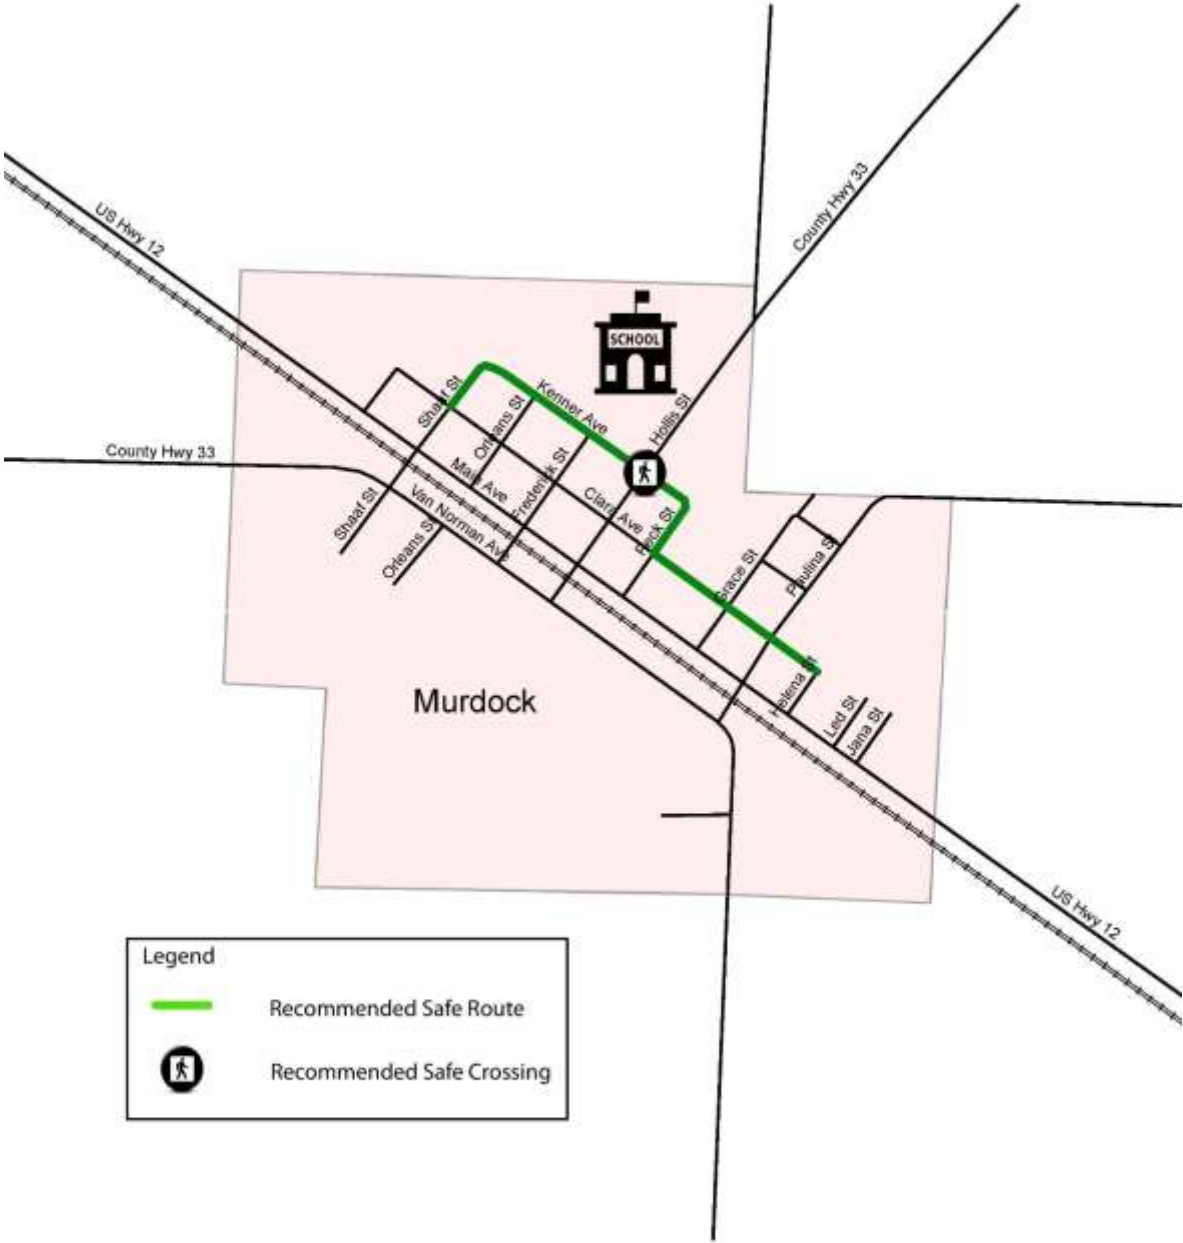 County Hwy 33
US Hwy 12
SCHOOL
Shaaf St
Kenner Ave
Hollis St
Orleans St
County Hwy 33
Main Ave
Frederick St
Clara Ave
Van Norman Ave
Shaaf St
Reck St
Orleans St
Grace St
Paulina St
Murdock
Helena St
Led St
Jana St
US Hwy 12
Legend
Recommended Safe Route
Recommended Safe Crossing